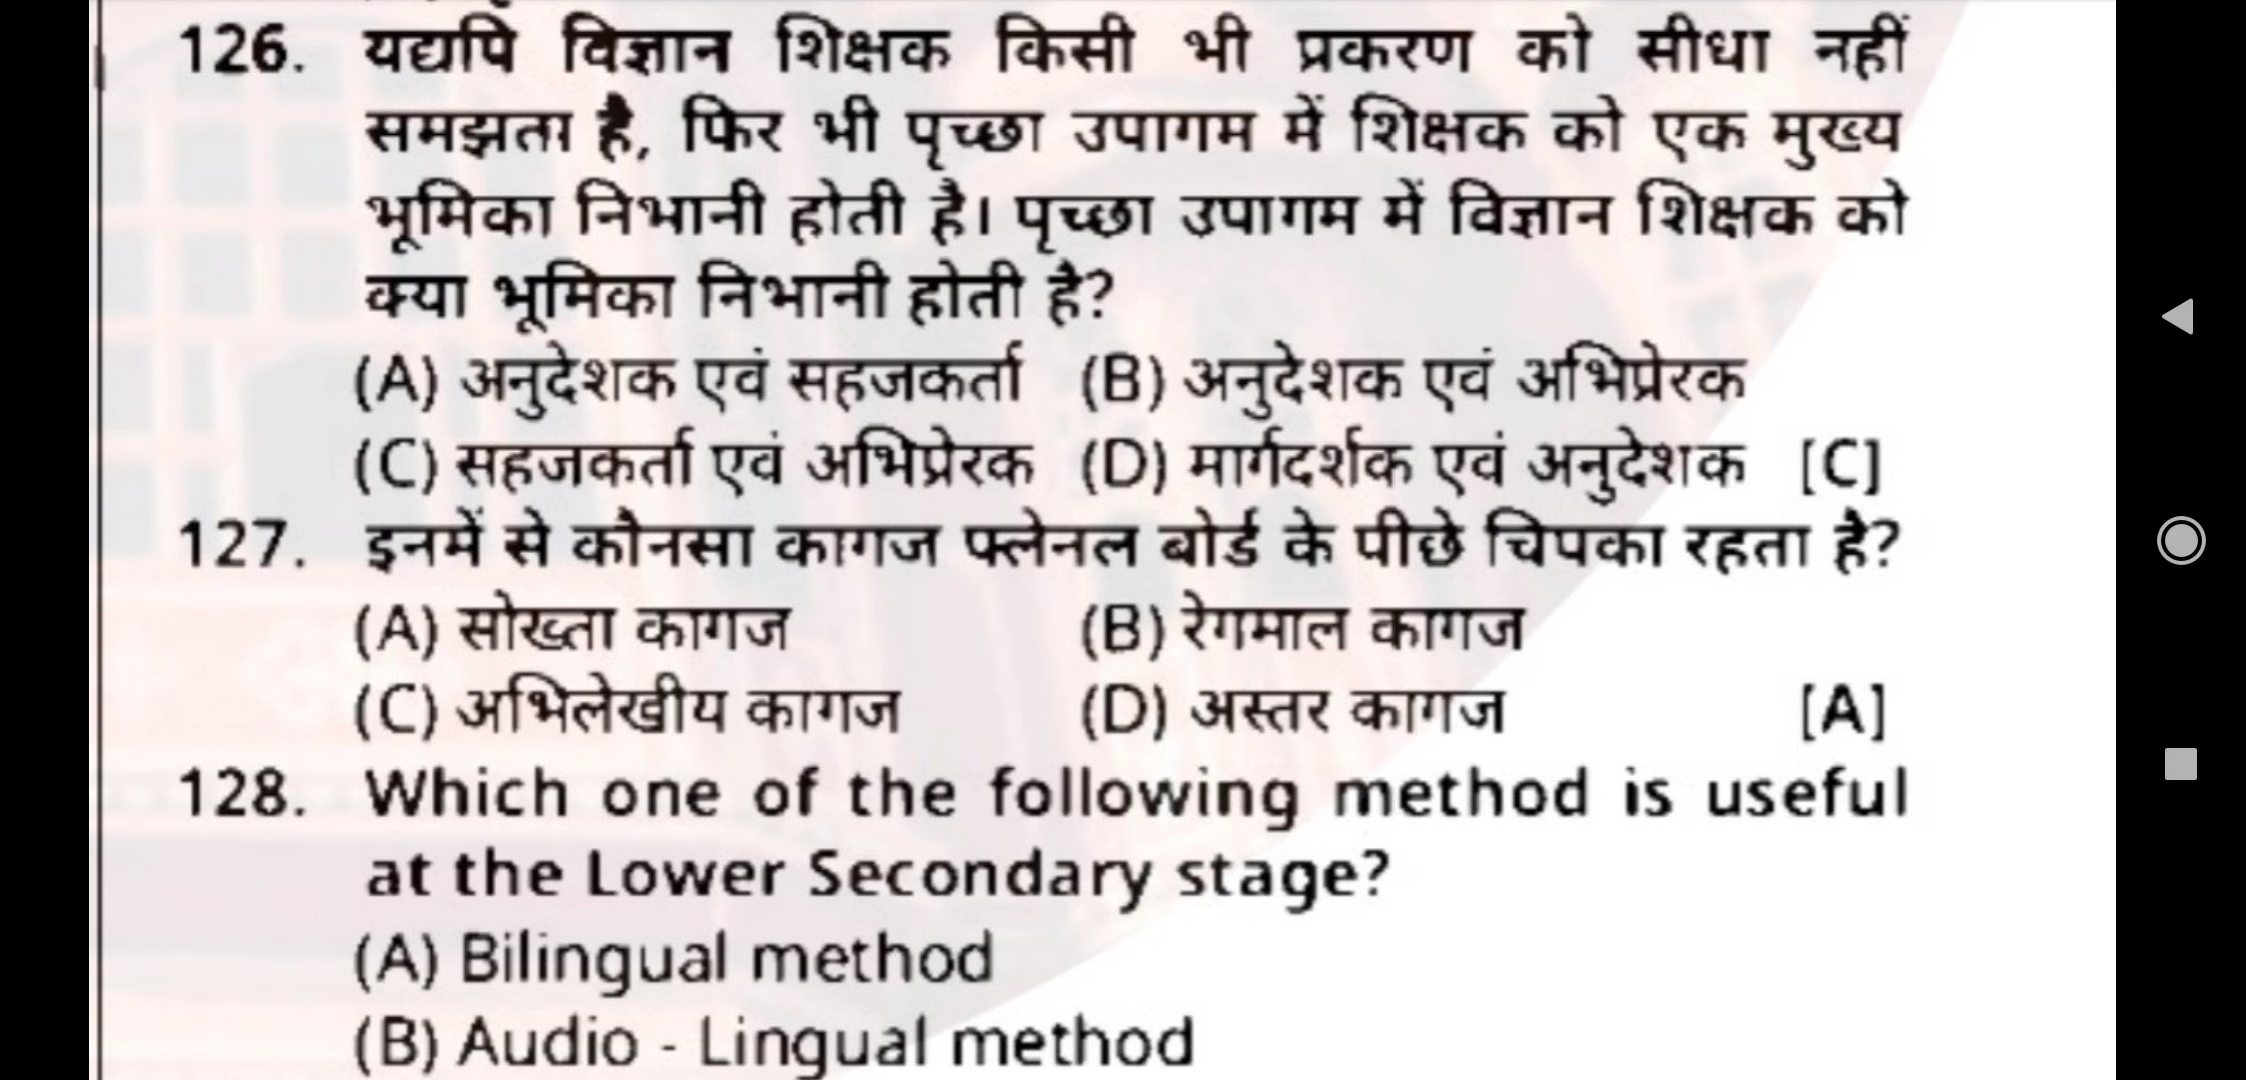 126. यद्यपि विज्ञान शिक्षक किसी भी प्रकरण को सीधा नहीं
समझता है, फिर भी पृच्छा उपागम में शिक्षक को एक मुख्य
भूमिका निभानी होती है। पृच्छा उपागम में विज्ञान शिक्षक को
क्या भूमिका निभानी होती है?
(A) अनुदेशक एवं सहजकर्ता (B) अनुदेशक एवं अभिप्रेरक
(C) सहजकर्ता एवं अभिप्रेरक (D) मार्गदर्शक एवं अनुदेशक [C]
127. इनमें से कौनसा कागज फ्लेनल बोर्ड के पीछे चिपका रहता है?
(A) सोख्ता कागज (B) रेगमाल कागज
(C) अभिलेखीय कागज (D) अस्तर कागज [A]
128. Which one of the following method is useful
at the Lower Secondary stage?
(A) Bilingual method
(B) Audio - Lingual method